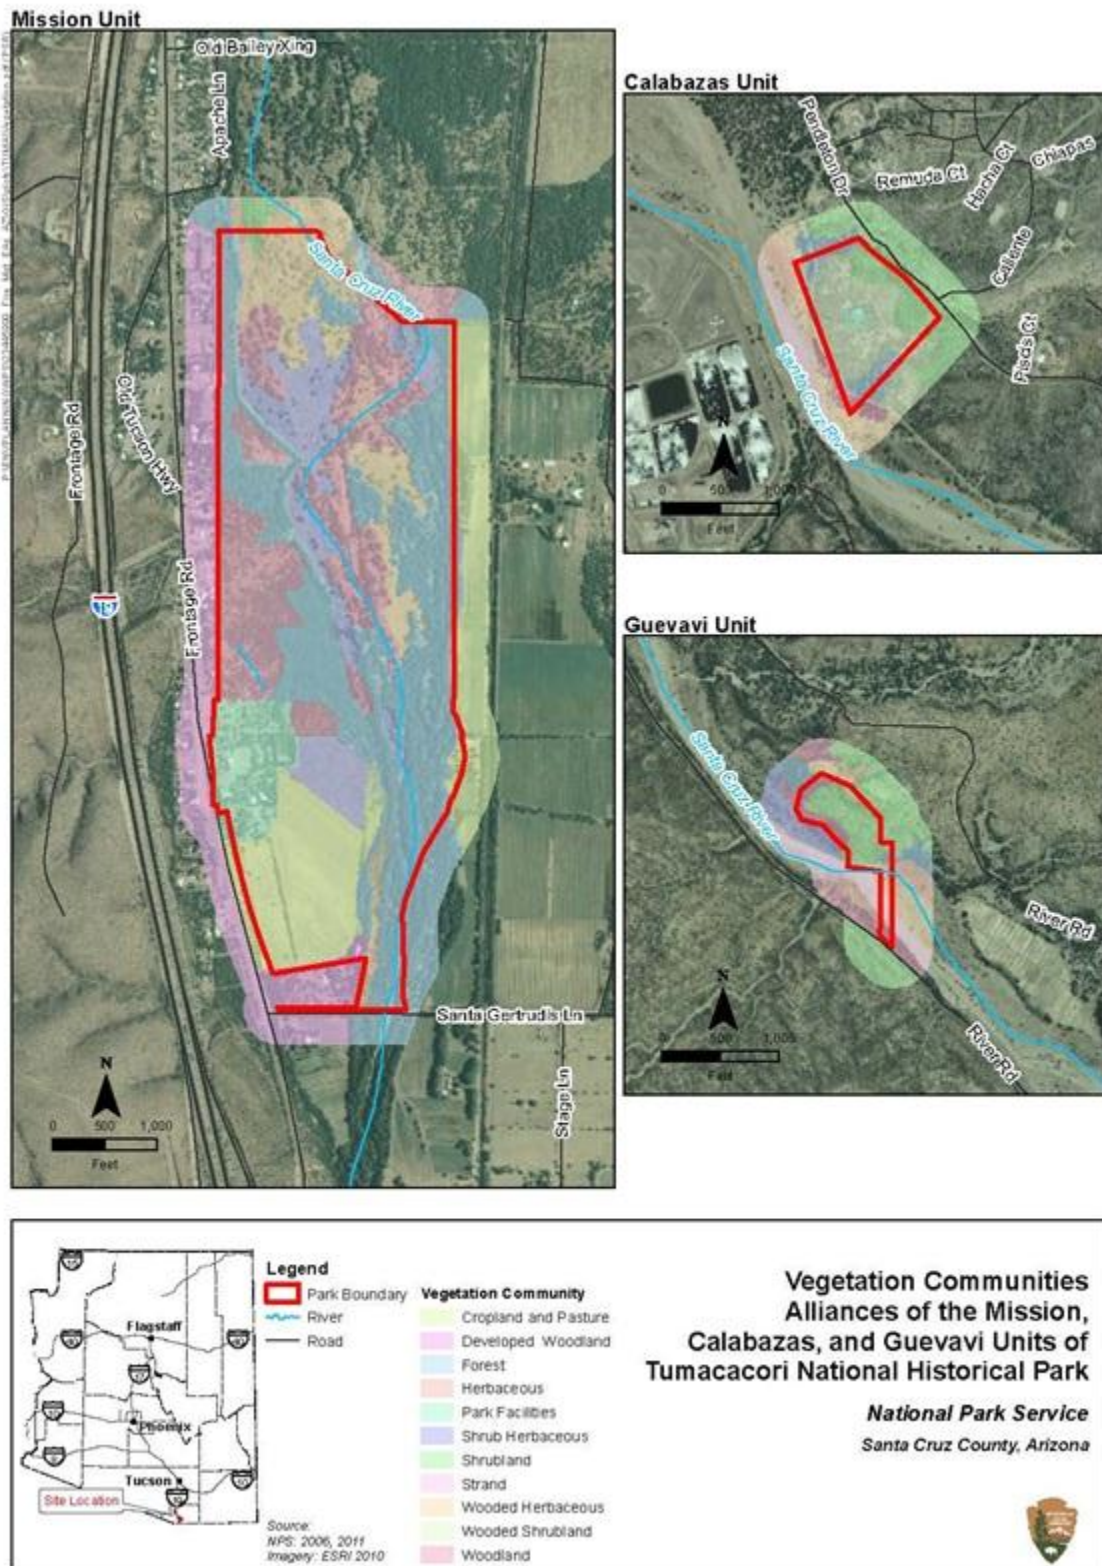 Mission Unit
Old Bailey Xing
Apache Ln
Santa Cruz River
Old Tucson Hwy
Frontage Rd
Frontage Rd
19
Santa Gertrudis Ln
Stage Ln
N
0 500 1,000
Feet
Calabazas Unit
Pendleton Dr
Remuda Ct
Hacha Ct
Chiapas
Caliente
Piscis Ct
Santa Cruz River
N
0 500 1,000
Feet
Guevavi Unit
Santa Cruz River
River Rd
River Rd
N
0 500 1,000
Feet
Flagstaff
Phoenix
Tucson
Site Location
Legend
Park Boundary
River
Road
Source:
NPS: 2006, 2011
Imagery: ESRI 2010
Vegetation Community
Cropland and Pasture
Developed Woodland
Forest
Herbaceous
Park Facilities
Shrub Herbaceous
Shrubland
Strand
Wooded Herbaceous
Wooded Shrubland
Woodland
Vegetation Communities
Alliances of the Mission,
Calabazas, and Guevavi Units of
Tumacacori National Historical Park
National Park Service
Santa Cruz County, Arizona